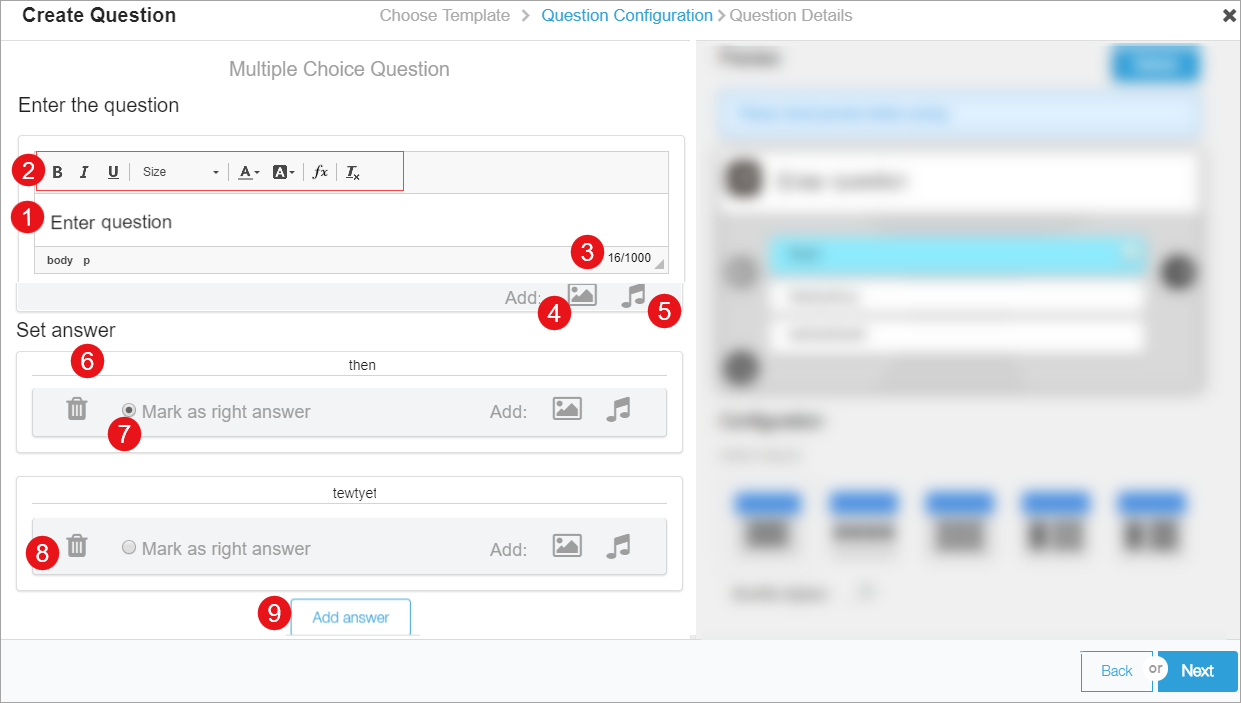 Create Question Choose Template > Question Configuration > Question Details ×
Multiple Choice Question
Enter the question
2 B I U Size A A fx Tx
1 Enter question
body p 3 16/1000
Add: 4 5
Set answer
6 then
Mark as right answer Add:
7
tewtyet
8 Mark as right answer Add:
9 Add answer
Back or Next